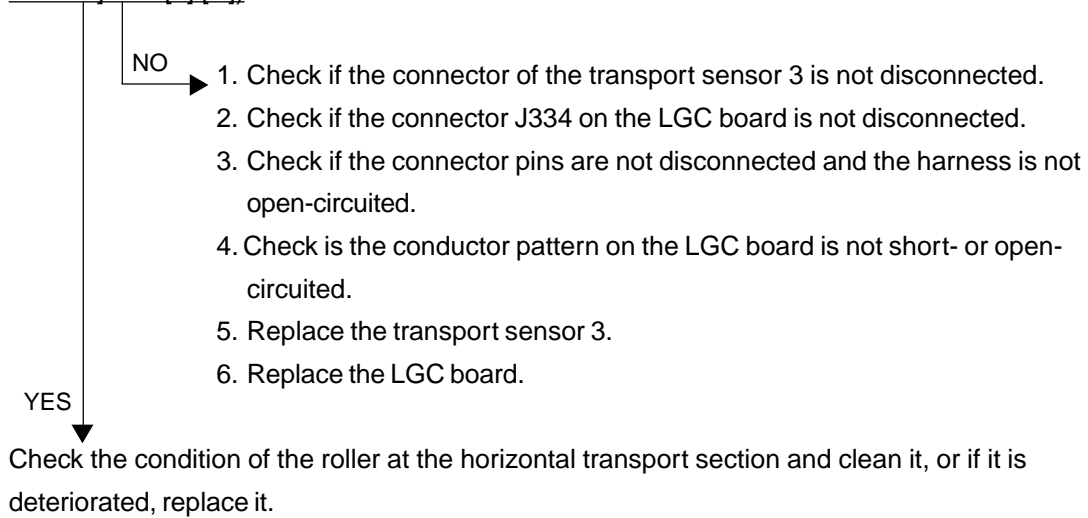 NO
1. Check if the connector of the transport sensor 3 is not disconnected.
2. Check if the connector J334 on the LGC board is not disconnected.
3. Check if the connector pins are not disconnected and the harness is not
open-circuited.
4. Check is the conductor pattern on the LGC board is not short- or open-
circuited.
5. Replace the transport sensor 3.
6. Replace the LGC board.
YES
Check the condition of the roller at the horizontal transport section and clean it, or if it is
deteriorated, replace it.